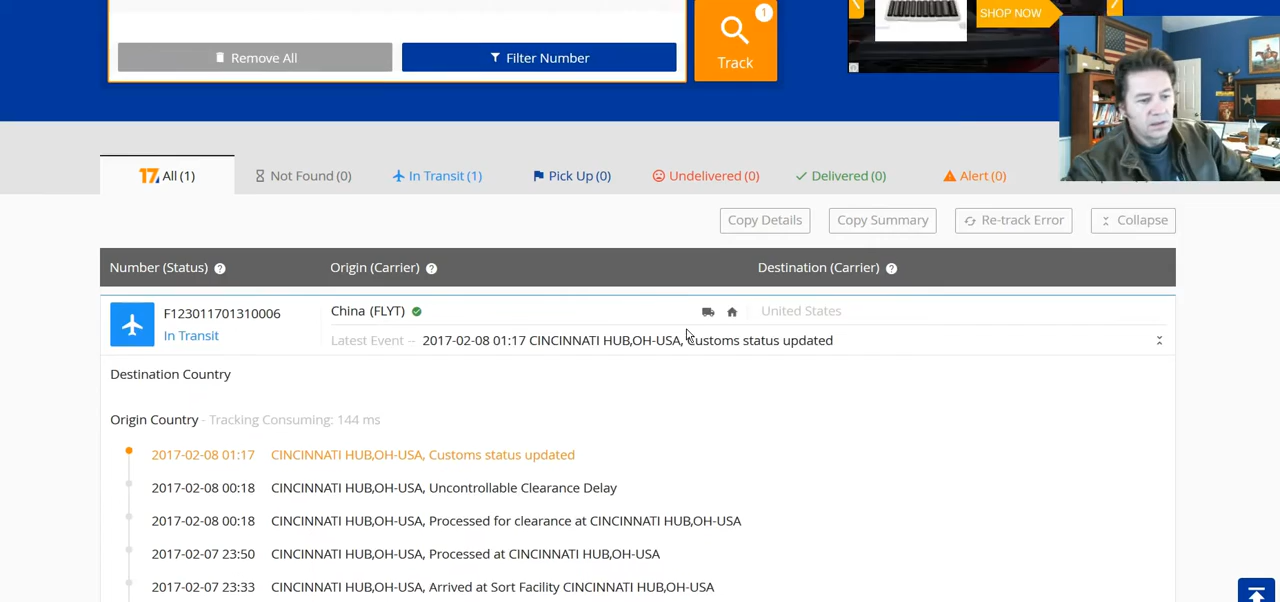 1
SHOP NOW
Remove All
Filter Number
Track
17 All (1)
Not Found (0)
In Transit (1)
Pick Up (0)
Undelivered (0)
Delivered (0)
Alert (0)
Copy Details
Copy Summary
Re-track Error
Collapse
Number (Status) ?
Origin (Carrier) ?
Destination (Carrier) ?
F123011701310006
China (FLYT)
United States
In Transit
Latest Event -- 2017-02-08 01:17 CINCINNATI HUB,OH-USA, Customs status updated
Destination Country
Origin Country - Tracking Consuming: 144 ms
2017-02-08 01:17 CINCINNATI HUB,OH-USA, Customs status updated
2017-02-08 00:18 CINCINNATI HUB,OH-USA, Uncontrollable Clearance Delay
2017-02-08 00:18 CINCINNATI HUB,OH-USA, Processed for clearance at CINCINNATI HUB,OH-USA
2017-02-07 23:50 CINCINNATI HUB,OH-USA, Processed at CINCINNATI HUB,OH-USA
2017-02-07 23:33 CINCINNATI HUB,OH-USA, Arrived at Sort Facility CINCINNATI HUB,OH-USA